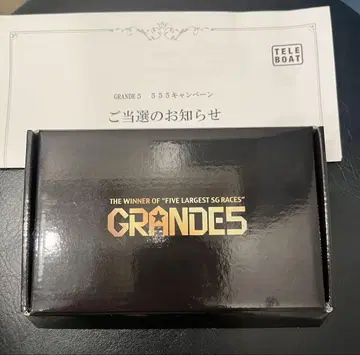 TELE
BOAT
GRANDE5 555キャンペーン
ご当選のお知らせ
THE WINNER OF "FIVE LARGEST SG RACES"
GRANDE5